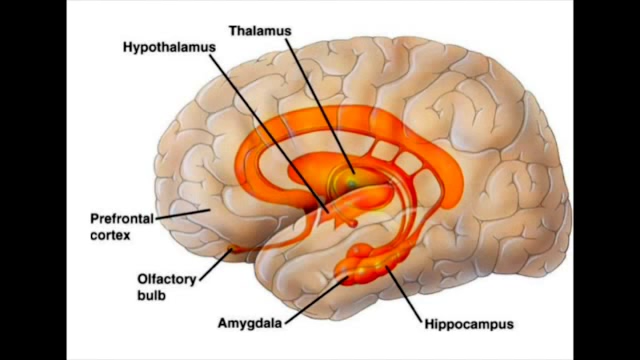 Thalamus
Hypothalamus
Prefrontal
cortex
Olfactory
bulb
Amygdala
Hippocampus